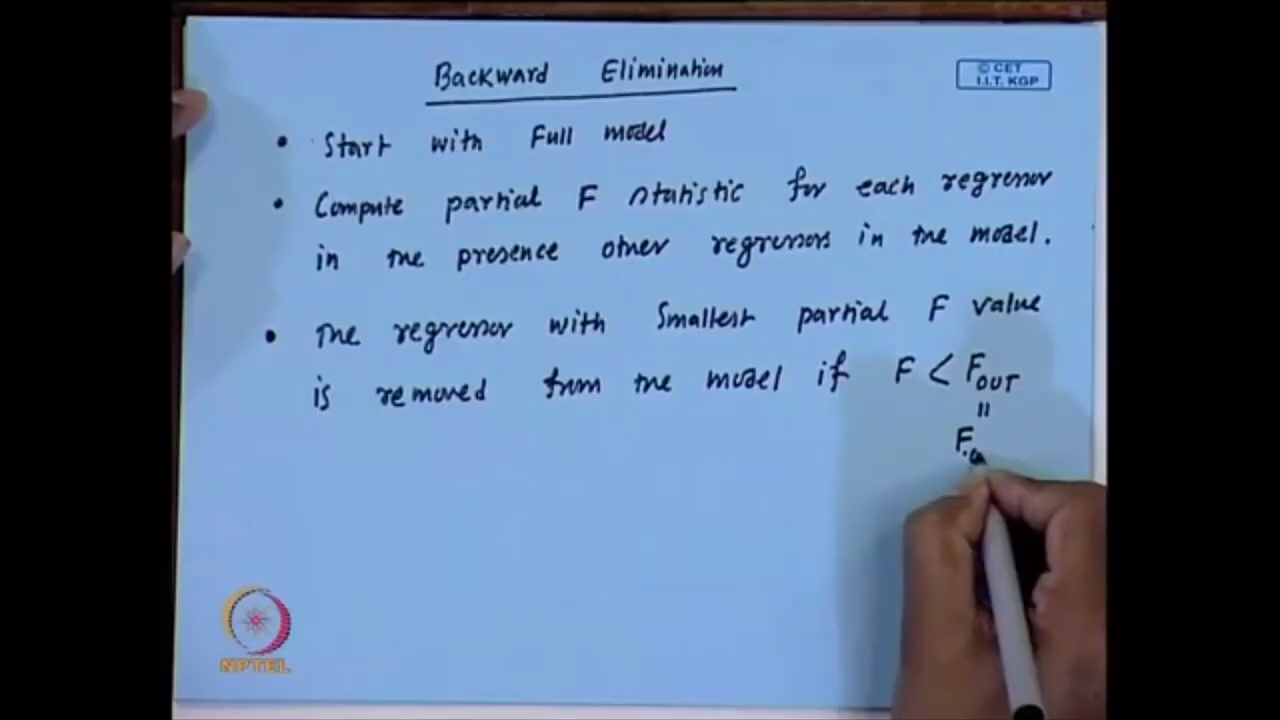 Backward Elimination
© CET
I.I.T. KGP
• Start with Full model
• Compute partial F statistic for each regressor
in the presence other regressors in the model.
• The regressor with Smallest partial F value
is removed from the model if F < FOUT
"
F.0
NPTEL